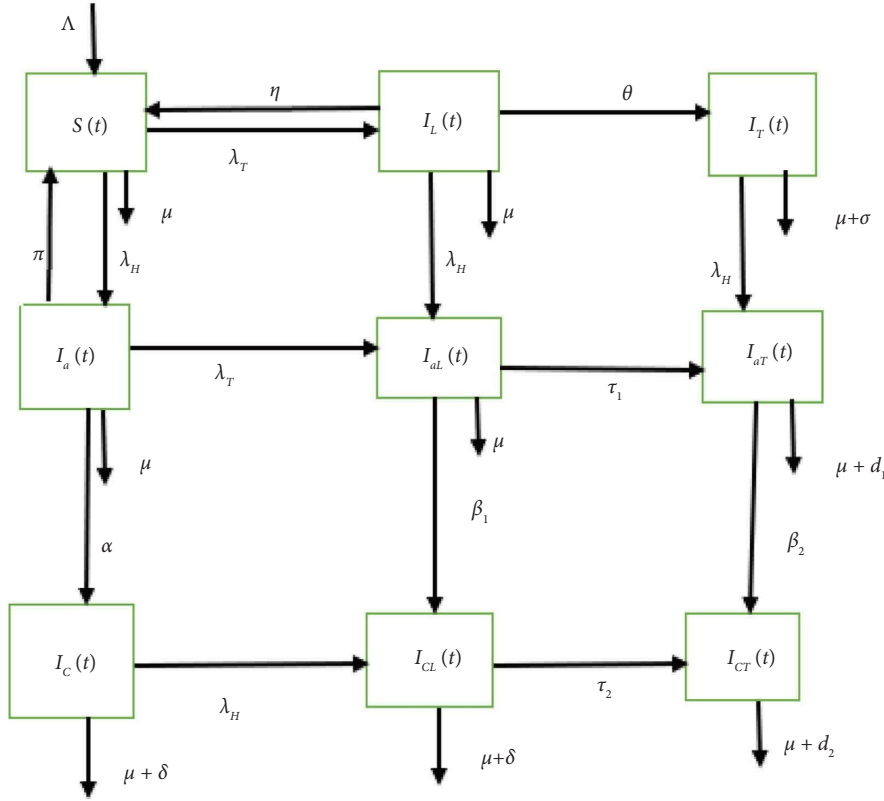 Λ
S (t)
η
I_L (t)
θ
I_T (t)
λ_T
μ
μ
μ+σ
π
λ_H
λ_H
λ_H
I_a (t)
λ_T
I_aL (t)
τ_1
I_aT (t)
μ
μ
μ + d_1
α
β_1
β_2
I_C (t)
λ_H
I_CL (t)
τ_2
I_CT (t)
μ + δ
μ+δ
μ + d_2